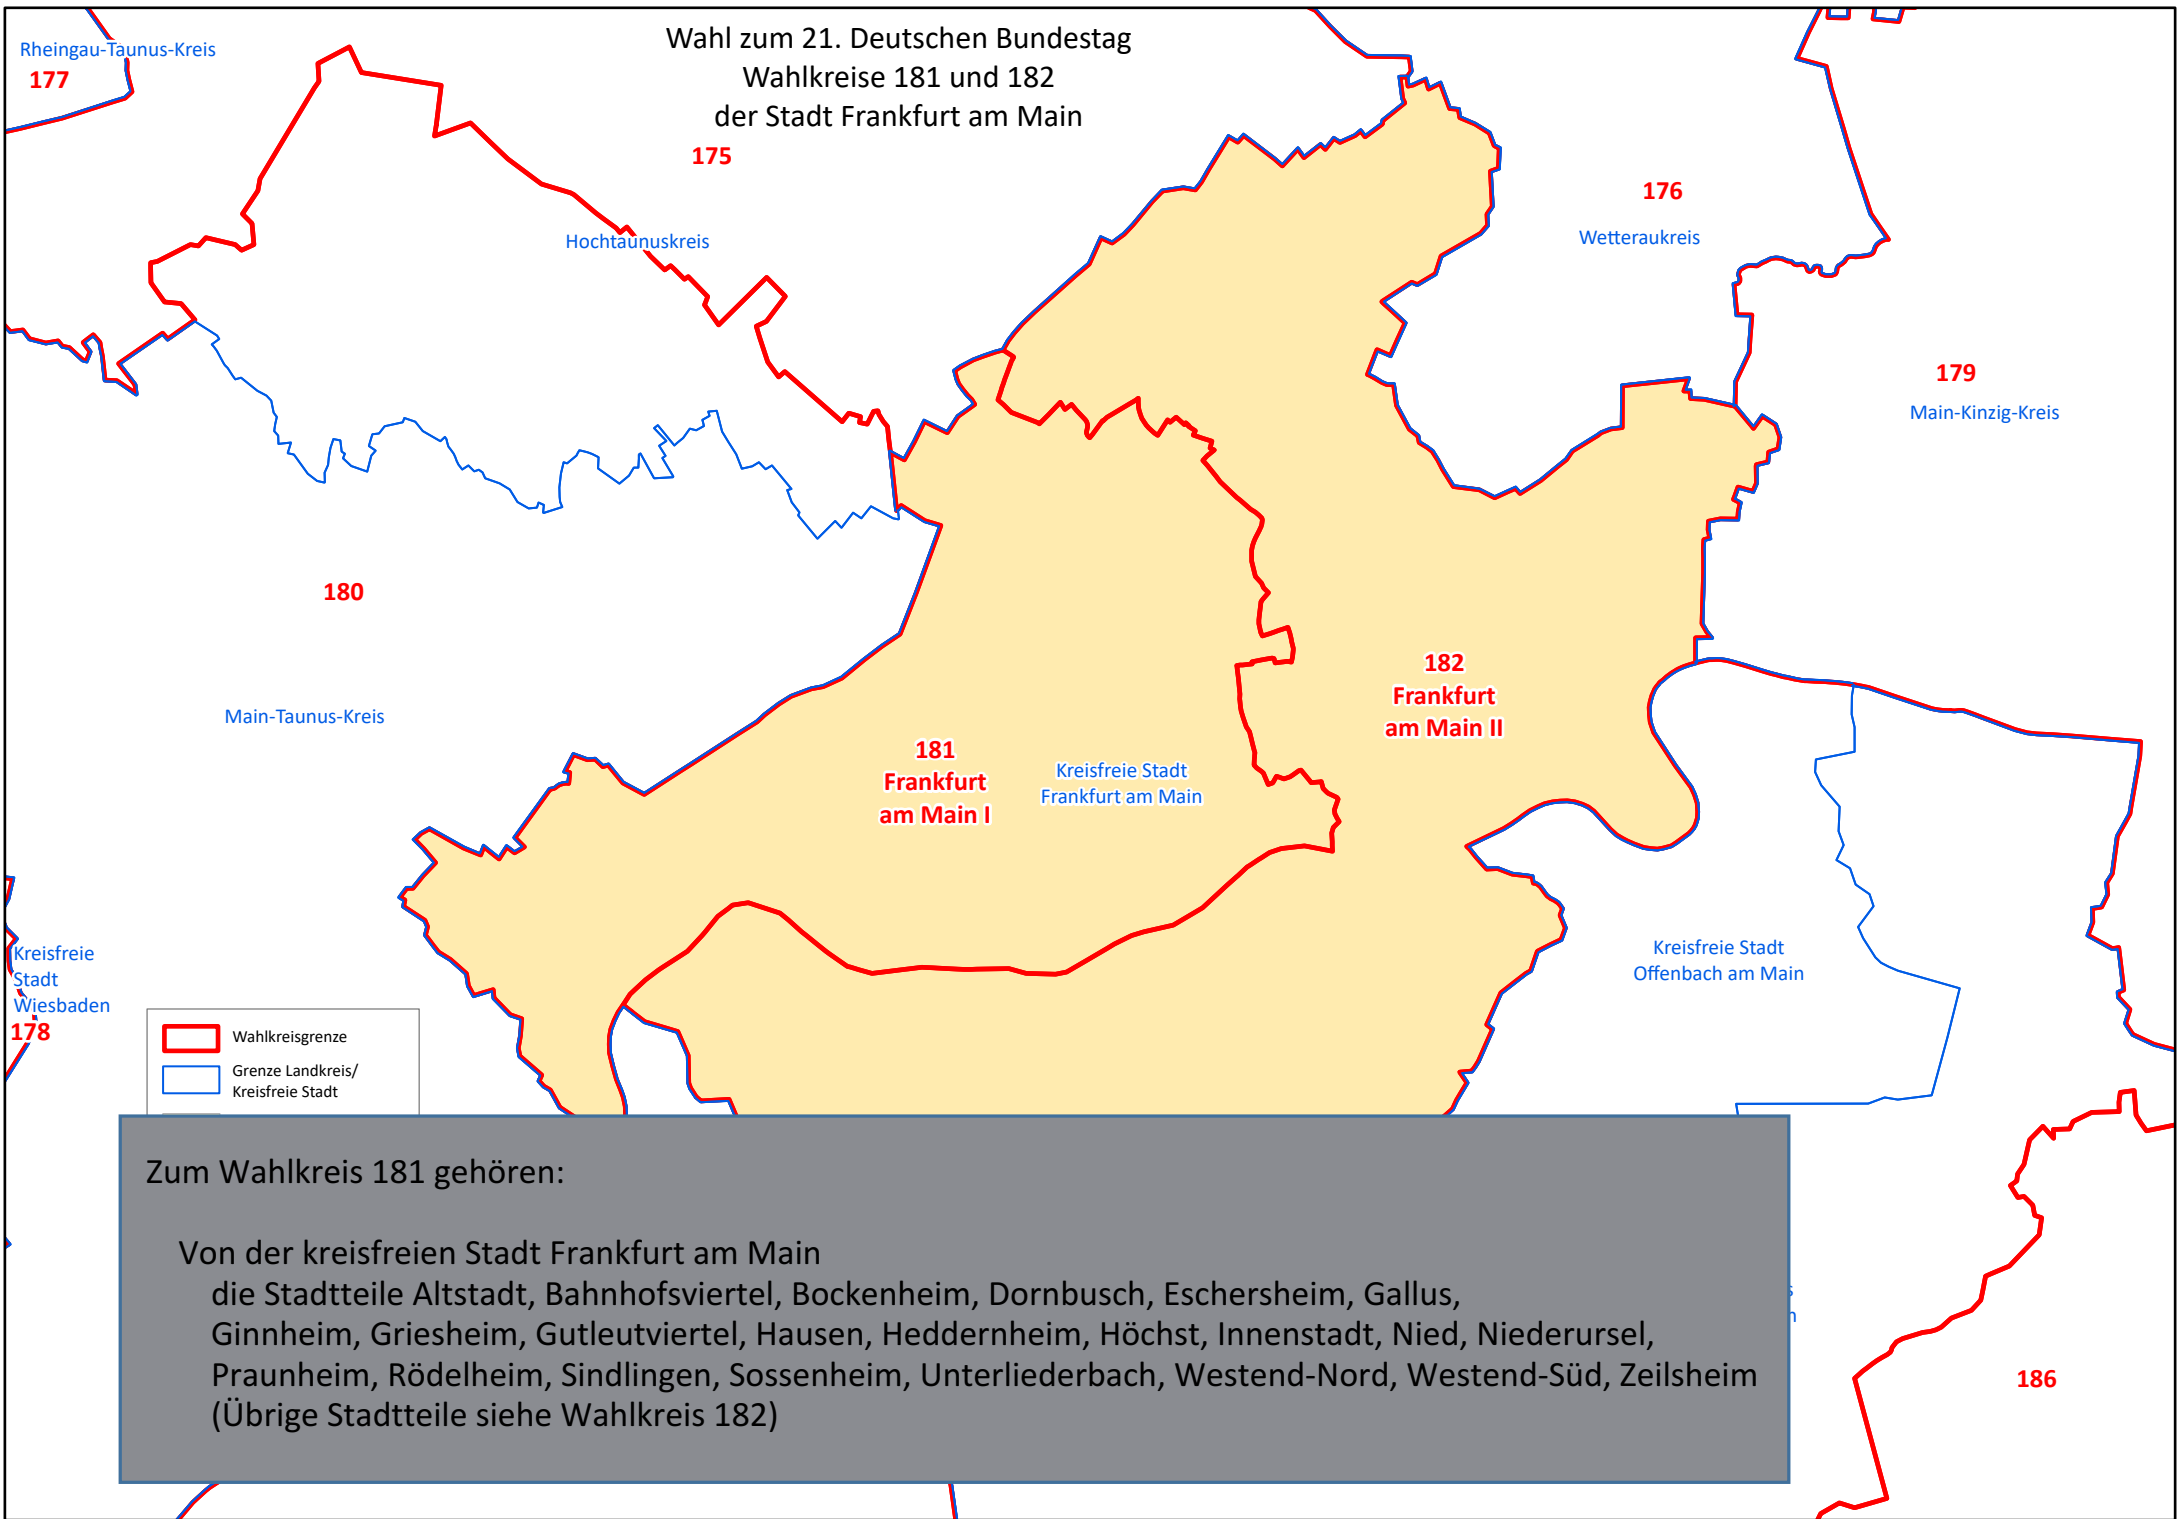 Wahl zum 21. Deutschen Bundestag
Wahlkreise 181 und 182
der Stadt Frankfurt am Main
Rheingau-Taunus-Kreis
177
175
Hochtaunuskreis
176
Wetteraukreis
179
Main-Kinzig-Kreis
180
Main-Taunus-Kreis
181
Frankfurt
am Main I
Kreisfreie Stadt
Frankfurt am Main
182
Frankfurt
am Main II
Kreisfreie
Stadt
Wiesbaden
178
Kreisfreie Stadt
Offenbach am Main
Wahlkreisgrenze
Grenze Landkreis/
Kreisfreie Stadt
Zum Wahlkreis 181 gehören:
Von der kreisfreien Stadt Frankfurt am Main
die Stadtteile Altstadt, Bahnhofsviertel, Bockenheim, Dornbusch, Eschersheim, Gallus,
Ginnheim, Griesheim, Gutleutviertel, Hausen, Heddernheim, Höchst, Innenstadt, Nied, Niederursel,
Praunheim, Rödelheim, Sindlingen, Sossenheim, Unterliederbach, Westend-Nord, Westend-Süd, Zeilsheim
(Übrige Stadtteile siehe Wahlkreis 182)
186